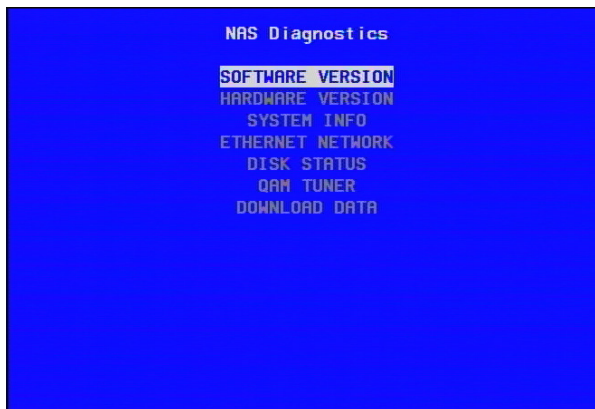 NAS Diagnostics
SOFTWARE VERSION
HARDWARE VERSION
SYSTEM INFO
ETHERNET NETWORK
DISK STATUS
QAM TUNER
DOWNLOAD DATA